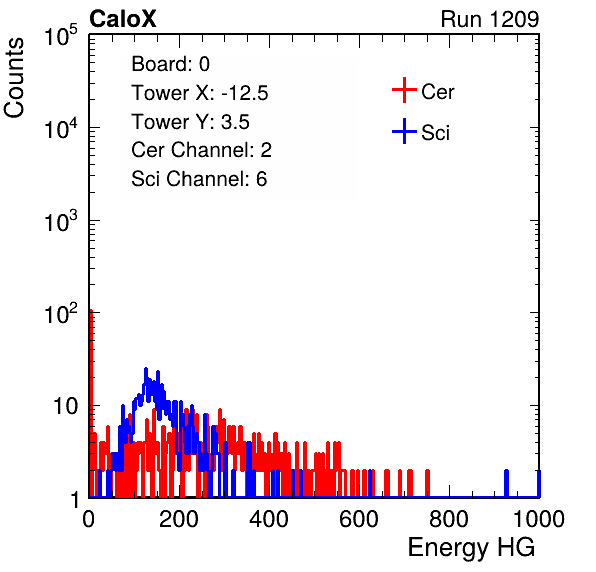 CaloX Run 1209
Counts
10^5
10^4
10^3
10^2
10
1
Board: 0
Tower X: -12.5
Tower Y: 3.5
Cer Channel: 2
Sci Channel: 6
Cer
Sci
0 200 400 600 800 1000
Energy HG